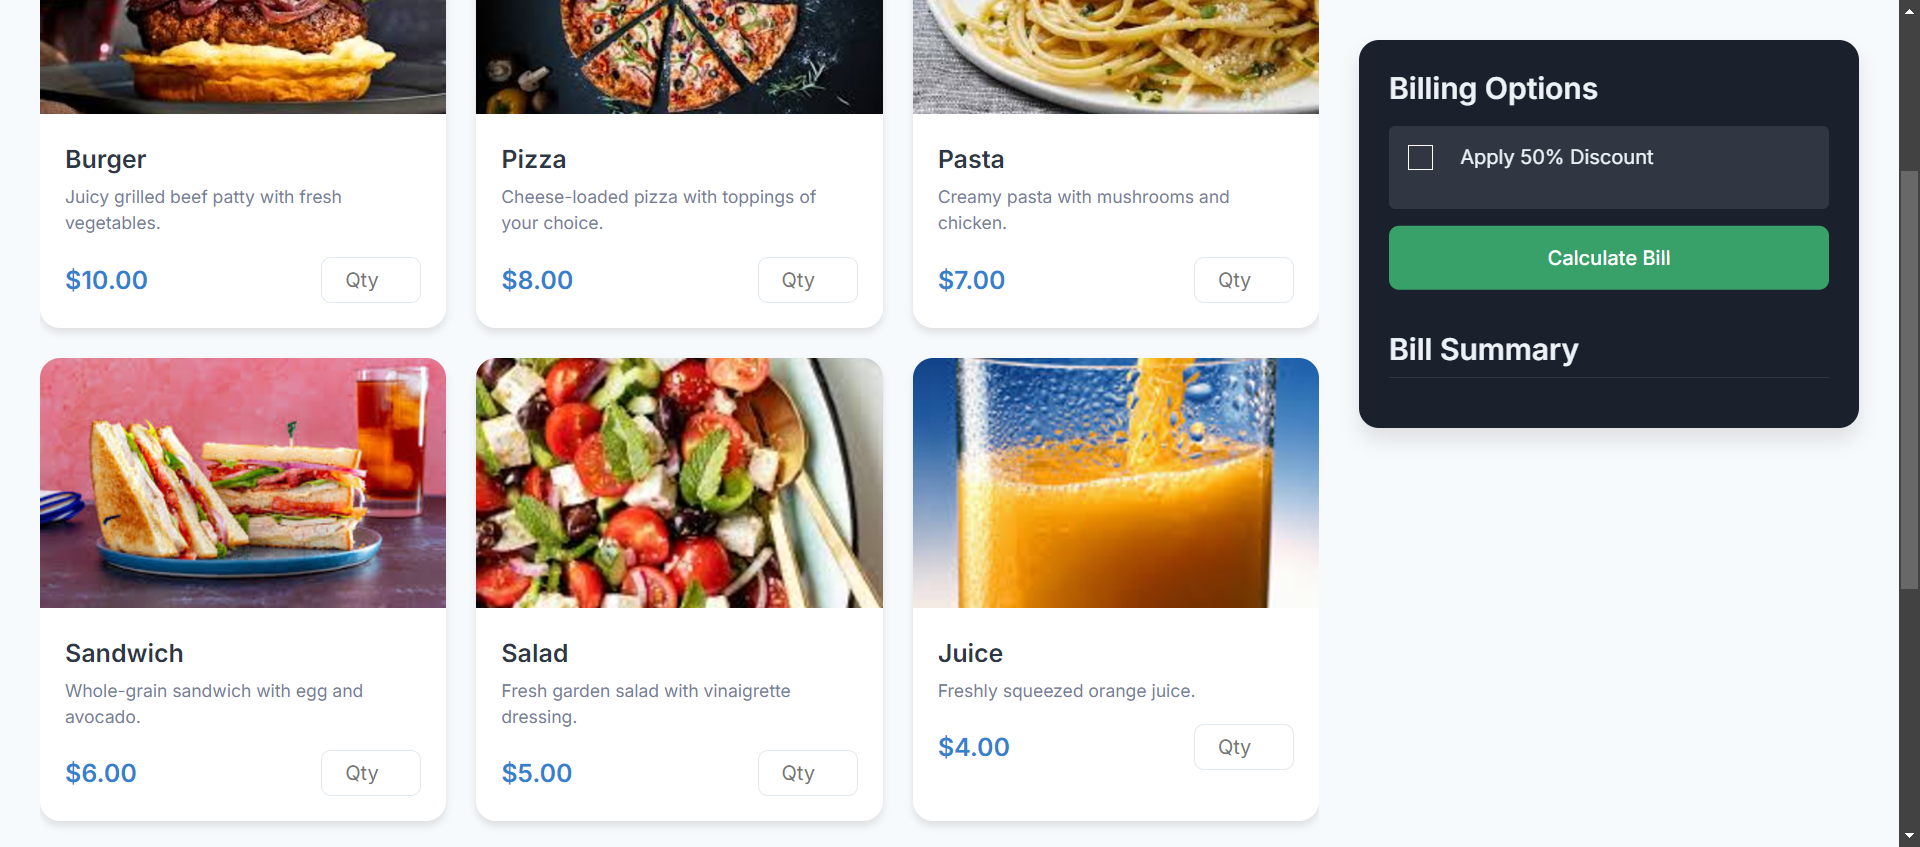 Burger
Juicy grilled beef patty with fresh
vegetables.
$10.00
Qty
Pizza
Cheese-loaded pizza with toppings of
your choice.
$8.00
Qty
Pasta
Creamy pasta with mushrooms and
chicken.
$7.00
Qty
Sandwich
Whole-grain sandwich with egg and
avocado.
$6.00
Qty
Salad
Fresh garden salad with vinaigrette
dressing.
$5.00
Qty
Juice
Freshly squeezed orange juice.
$4.00
Qty
Billing Options
Apply 50% Discount
Calculate Bill
Bill Summary